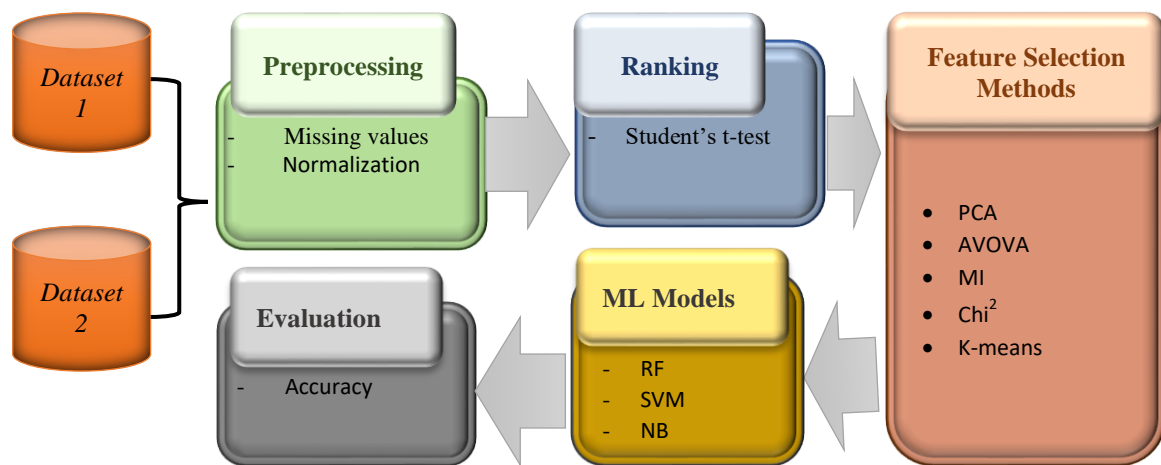 Dataset
1
Dataset
2
Preprocessing
- Missing values
- Normalization
Ranking
- Student's t-test
Feature Selection
Methods
• PCA
• AVOVA
• MI
• Chi²
• K-means
ML Models
- RF
- SVM
- NB
Evaluation
- Accuracy